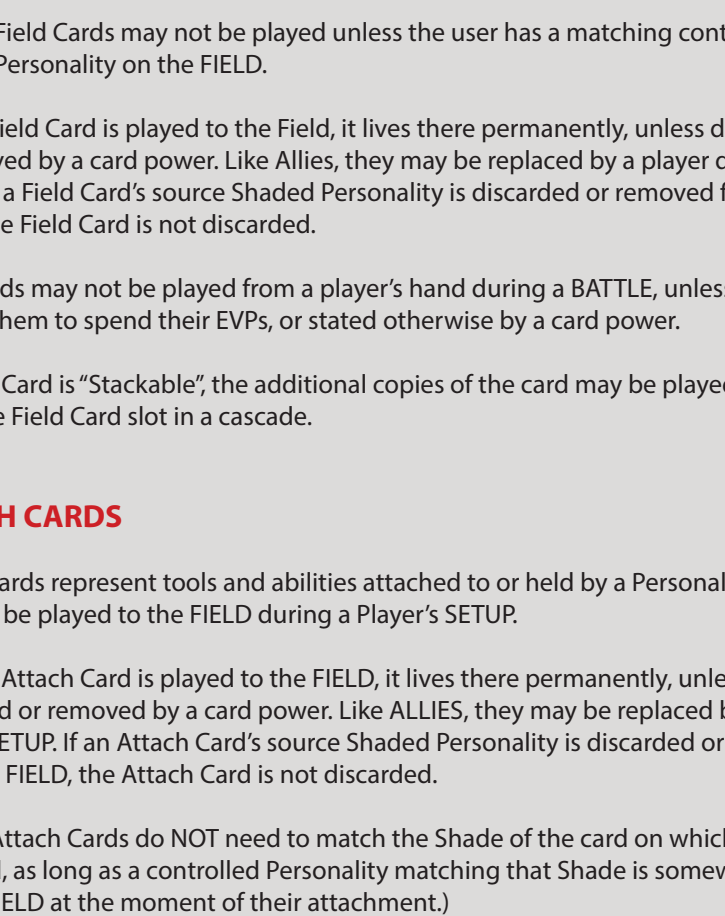 Field Cards may not be played unless the user has a matching cont
Personality on the FIELD.
ield Card is played to the Field, it lives there permanently, unless d
yed by a card power. Like Allies, they may be replaced by a player d
a Field Card's source Shaded Personality is discarded or removed f
e Field Card is not discarded.
ds may not be played from a player's hand during a BATTLE, unless
hem to spend their EVPs, or stated otherwise by a card power.
Card is “Stackable”, the additional copies of the card may be played
e Field Card slot in a cascade.
H CARDS
ards represent tools and abilities attached to or held by a Personal
be played to the FIELD during a Player's SETUP.
Attach Card is played to the FIELD, it lives there permanently, unle
d or removed by a card power. Like ALLIES, they may be replaced b
ETUP. If an Attach Card's source Shaded Personality is discarded or
FIELD, the Attach Card is not discarded.
Attach Cards do NOT need to match the Shade of the card on which
, as long as a controlled Personality matching that Shade is somew
IELD at the moment of their attachment.)